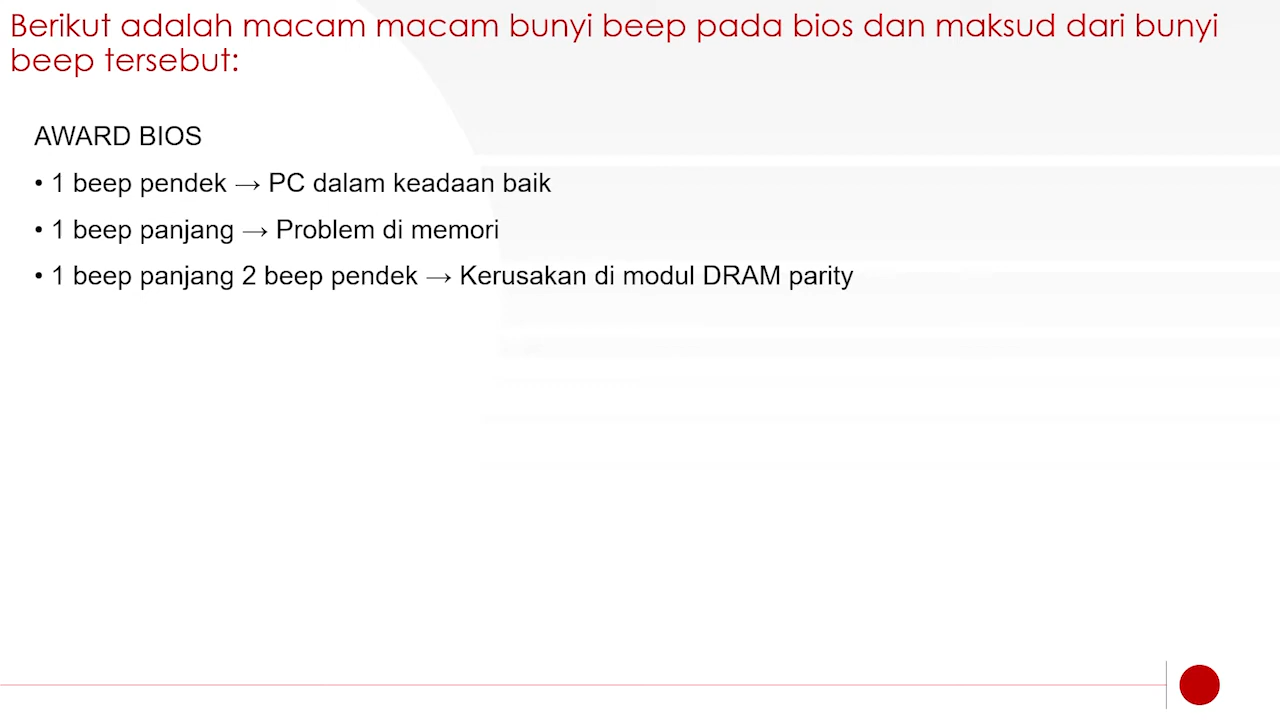 Berikut adalah macam macam bunyi beep pada bios dan maksud dari bunyi
beep tersebut:
AWARD BIOS
• 1 beep pendek → PC dalam keadaan baik
• 1 beep panjang → Problem di memori
• 1 beep panjang 2 beep pendek → Kerusakan di modul DRAM parity